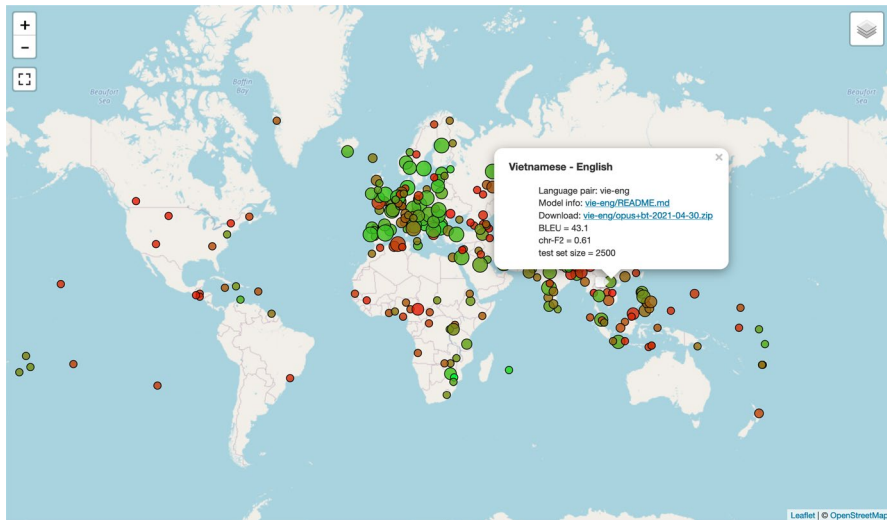 +
−
Beaufort
Sea
Baffin
Bay
Beaufort
Sea
×
Vietnamese - English
Language pair: vie-eng
Model info: vie-eng/README.md
Download: vie-eng/opus+bt-2021-04-30.zip
BLEU = 43.1
chr-F2 = 0.61
test set size = 2500
Leaflet | © OpenStreetMap